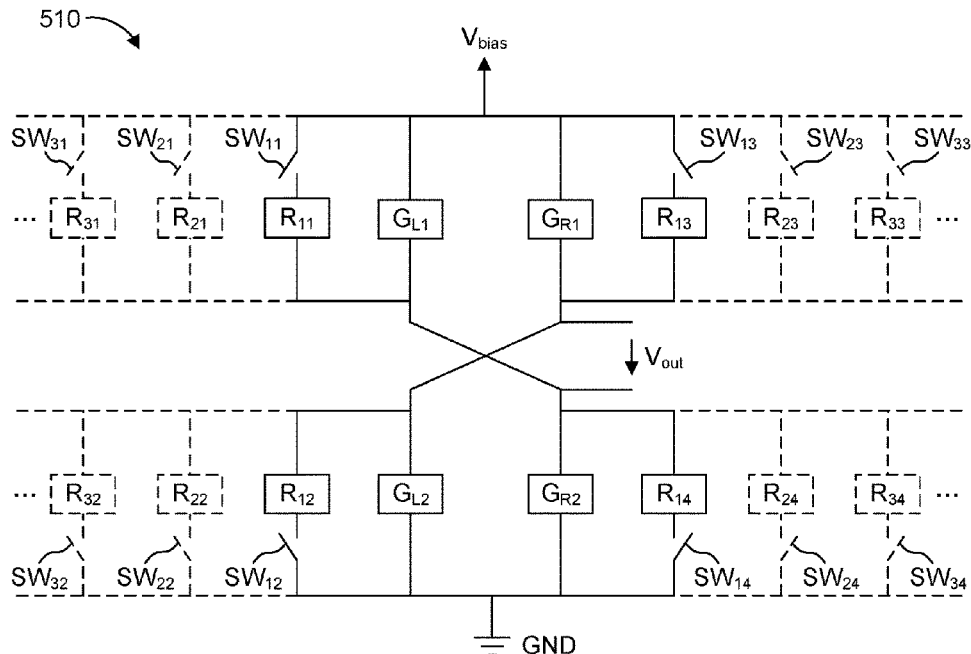 510
V_bias
SW_31 SW_21 SW_11 SW_13 SW_23 SW_33
... R_31 R_21 R_11 G_L1 G_R1 R_13 R_23 R_33 ...
V_out
... R_32 R_22 R_12 G_L2 G_R2 R_14 R_24 R_34 ...
SW_32 SW_22 SW_12 SW_14 SW_24 SW_34
GND